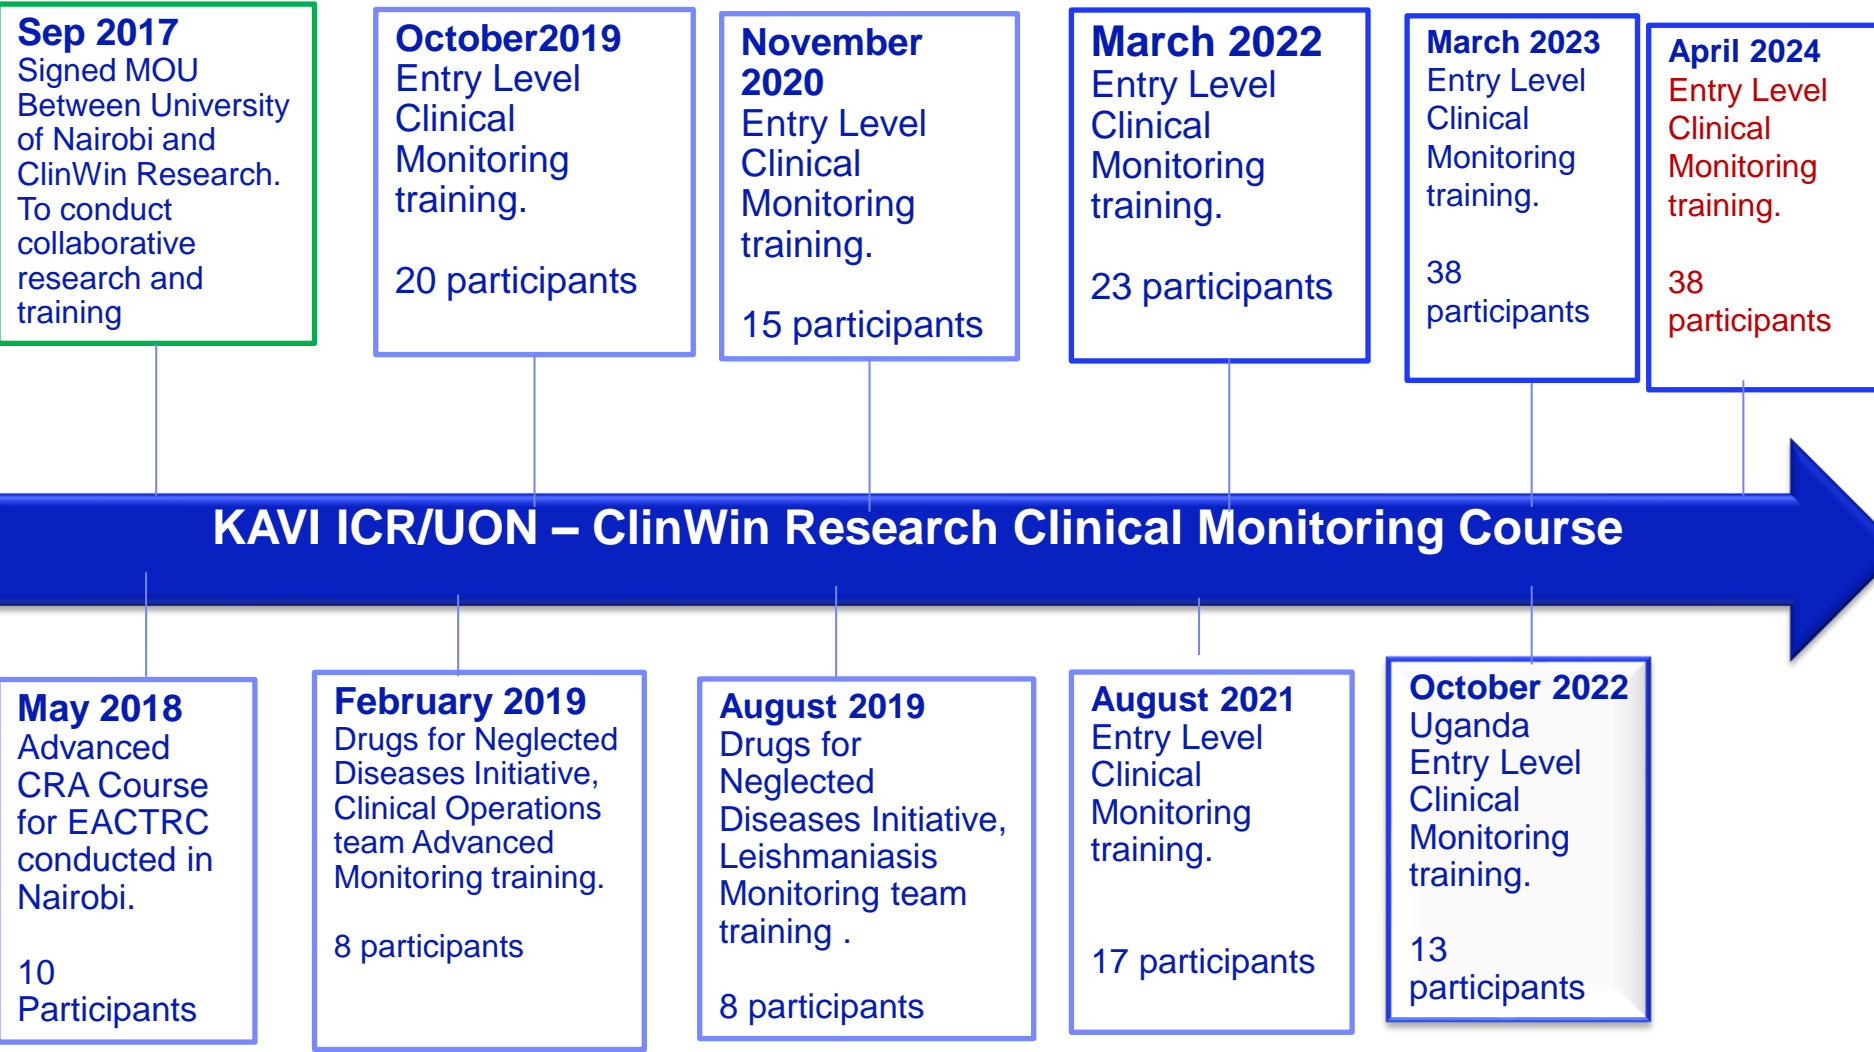 Sep 2017
Signed MOU
Between University
of Nairobi and
ClinWin Research.
To conduct
collaborative
research and
training
October2019
Entry Level
Clinical
Monitoring
training.
20 participants
November
2020
Entry Level
Clinical
Monitoring
training.
15 participants
March 2022
Entry Level
Clinical
Monitoring
training.
23 participants
March 2023
Entry Level
Clinical
Monitoring
training.
38
participants
April 2024
Entry Level
Clinical
Monitoring
training.
38
participants
KAVI ICR/UON – ClinWin Research Clinical Monitoring Course
May 2018
Advanced
CRA Course
for EACTRC
conducted in
Nairobi.
10
Participants
February 2019
Drugs for Neglected
Diseases Initiative,
Clinical Operations
team Advanced
Monitoring training.
8 participants
August 2019
Drugs for
Neglected
Diseases Initiative,
Leishmaniasis
Monitoring team
training .
8 participants
August 2021
Entry Level
Clinical
Monitoring
training.
17 participants
October 2022
Uganda
Entry Level
Clinical
Monitoring
training.
13
participants